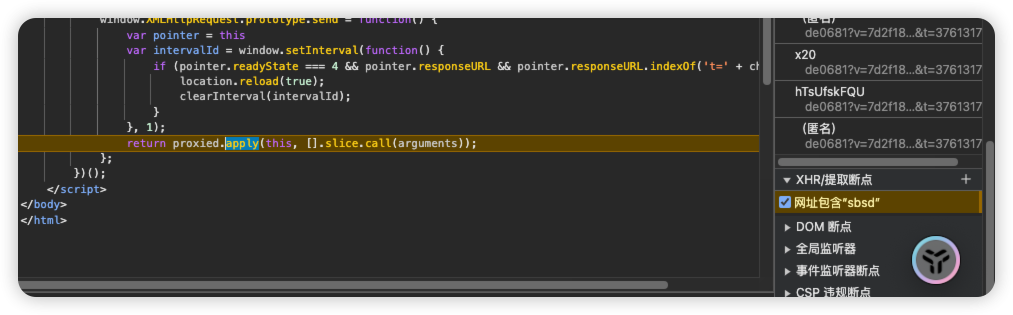 window.XMLHttpRequest.prototype.send = function() {
var pointer = this
var intervalId = window.setInterval(function() {
if (pointer.readyState === 4 && pointer.responseURL && pointer.responseURL.indexOf('t=' + ch
location.reload(true);
clearInterval(intervalId);
}
}, 1);
return proxied.apply(this, [].slice.call(arguments));
};
})();
</script>
</body>
</html>
(匿名)
de0681?v=7d2f18...&t=3761317
x20
de0681?v=7d2f18...&t=3761317
hTsUfskFQU
de0681?v=7d2f18...&t=3761317
(匿名)
de0681?v=7d2f18...&t=3761317
XHR/提取断点
网址包含“sbsd”
DOM 断点
全局监听器
事件监听器断点
CSP 违规断点